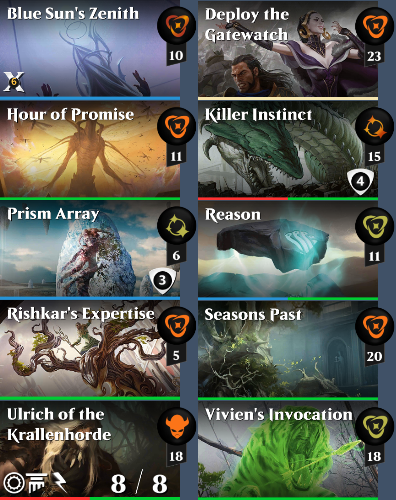 Blue Sun's Zenith
10
X
6
Deploy the
Gatewatch
23
Hour of Promise
11
Killer Instinct
15
4
Prism Array
6
3
Reason
11
Rishkar's Expertise
5
Seasons Past
20
Ulrich of the
Krallenhorde
18
8 / 8
Vivien's Invocation
18